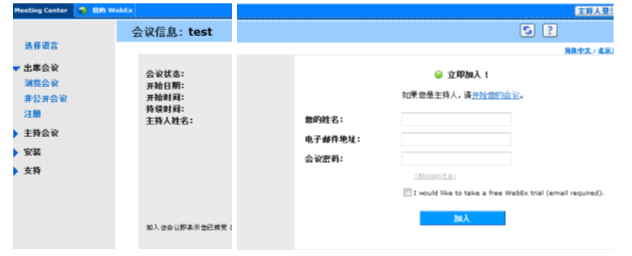 Meeting Center 我的 WebEx 主持人登
选择语言
会议信息: test
简体中文 : 北京
出席会议
浏览会议
非公开会议
注册
主持会议
安装
支持
会议状态:
开始日期:
开始时间:
持续时间:
主持人姓名:
加入该会议即表示您已接受
立即加入!
如果您是主持人, 请开始您的会议。
您的姓名:
电子邮件地址:
会议密码:
I would like to take a free WebEx trial (email required).
加入